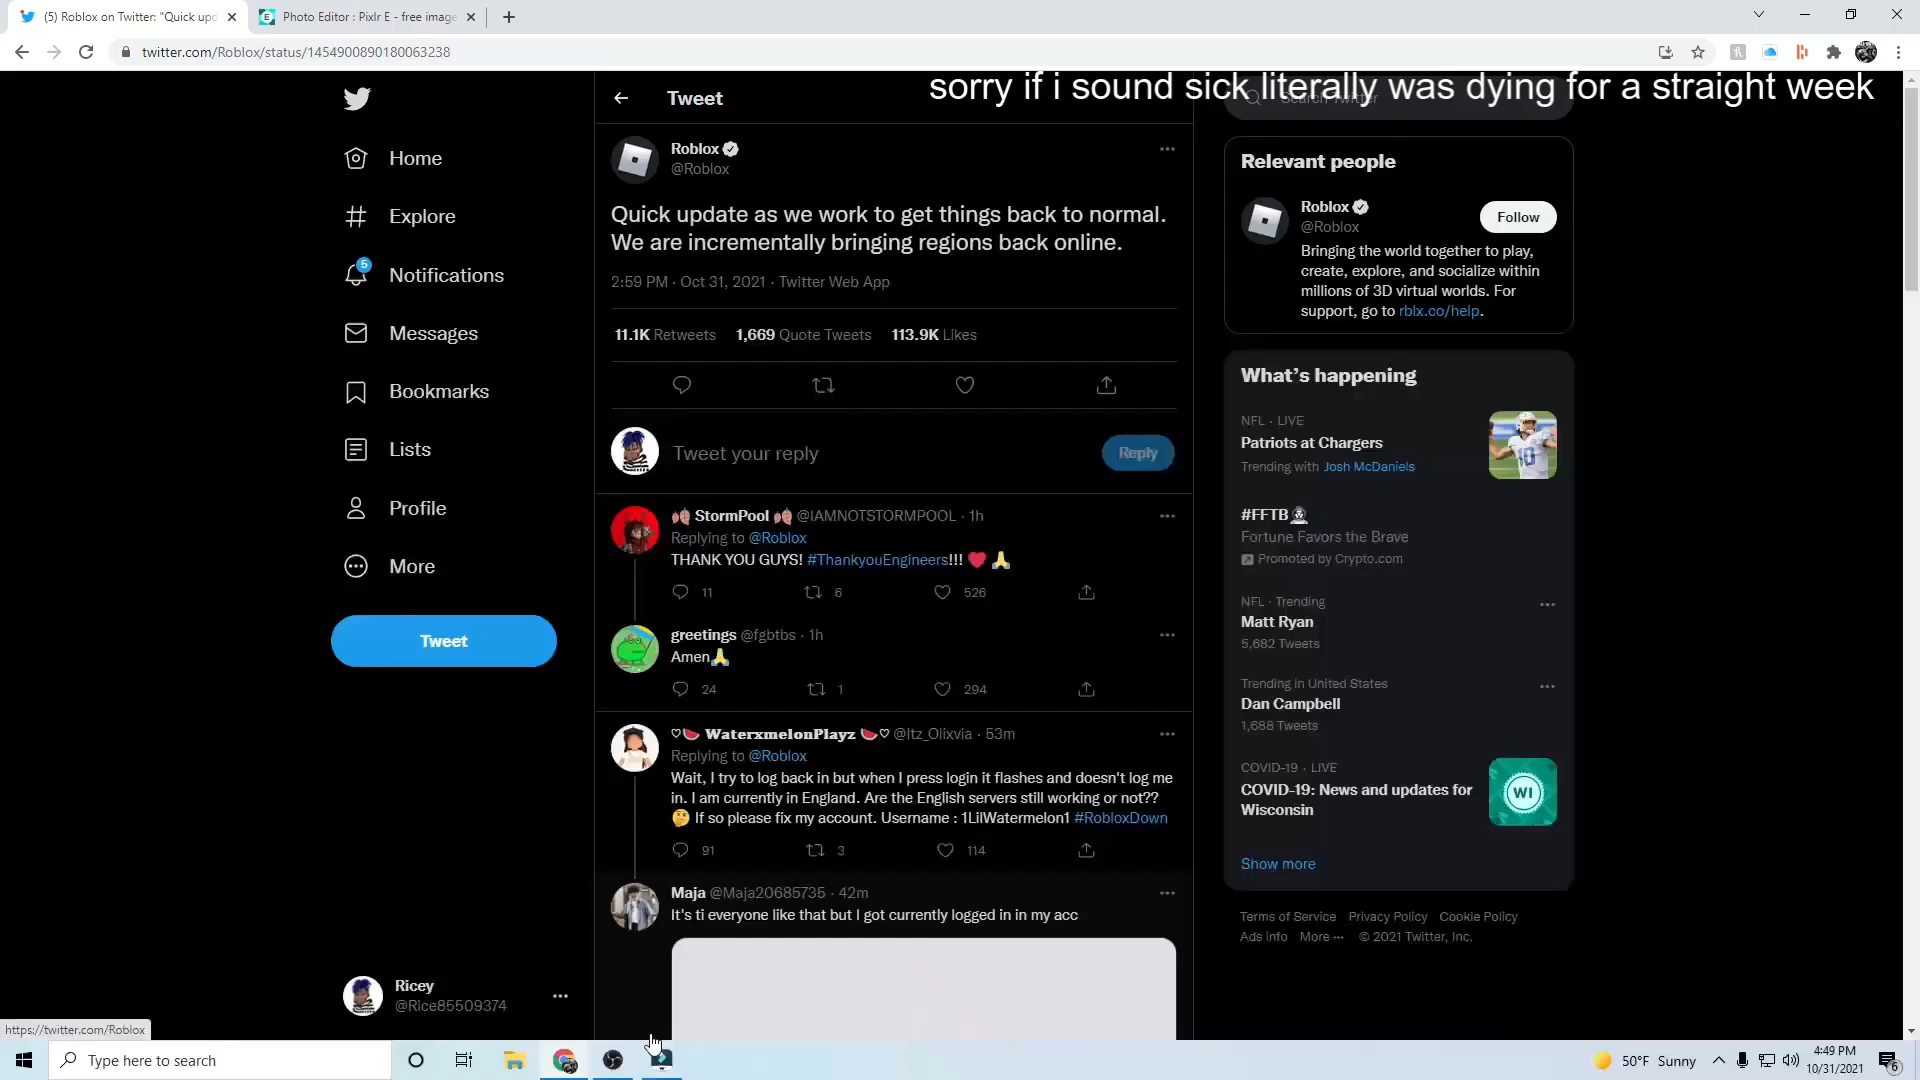 (5) Roblox on Twitter: "Quick upd
Photo Editor : Pixlr E - free image
twitter.com/Roblox/status/1454900890180063238
sorry if i sound sick literally was dying for a straight week
Home
Explore
5
Notifications
Messages
Bookmarks
Lists
Profile
More
Tweet
Ricey
@Rice85509374
https://twitter.com/Roblox
Tweet
Roblox
@Roblox
Quick update as we work to get things back to normal.
We are incrementally bringing regions back online.
2:59 PM · Oct 31, 2021 · Twitter Web App
11.1K Retweets 1,669 Quote Tweets 113.9K Likes
Tweet your reply
Reply
🫁 StormPool 🫁 @IAMNOTSTORMPOOL · 1h
Replying to @Roblox
THANK YOU GUYS! #ThankyouEngineers!!! ❤️ 🙏
11 6 526
greetings @fgbtbs · 1h
Amen🙏
24 1 294
♡🍉 WaterxmelonPlayz 🍉♡ @Itz_Olixvia · 53m
Replying to @Roblox
Wait, I try to log back in but when I press login it flashes and doesn't log me
in. I am currently in England. Are the English servers still working or not??
🤔 If so please fix my account. Username : 1LilWatermelon1 #RobloxDown
91 3 114
Maja @Maja20685735 · 42m
It's ti everyone like that but I got currently logged in in my acc
Search Twitter
Relevant people
Roblox
@Roblox
Follow
Bringing the world together to play,
create, explore, and socialize within
millions of 3D virtual worlds. For
support, go to rblx.co/help.
What's happening
NFL · LIVE
Patriots at Chargers
Trending with Josh McDaniels
#FFTB
Fortune Favors the Brave
Promoted by Crypto.com
NFL · Trending
Matt Ryan
5,682 Tweets
Trending in United States
Dan Campbell
1,688 Tweets
COVID-19 · LIVE
COVID-19: News and updates for
Wisconsin
WI
Show more
Terms of Service Privacy Policy Cookie Policy
Ads info More ··· © 2021 Twitter, Inc.
Type here to search
50°F Sunny
4:49 PM
10/31/2021
6